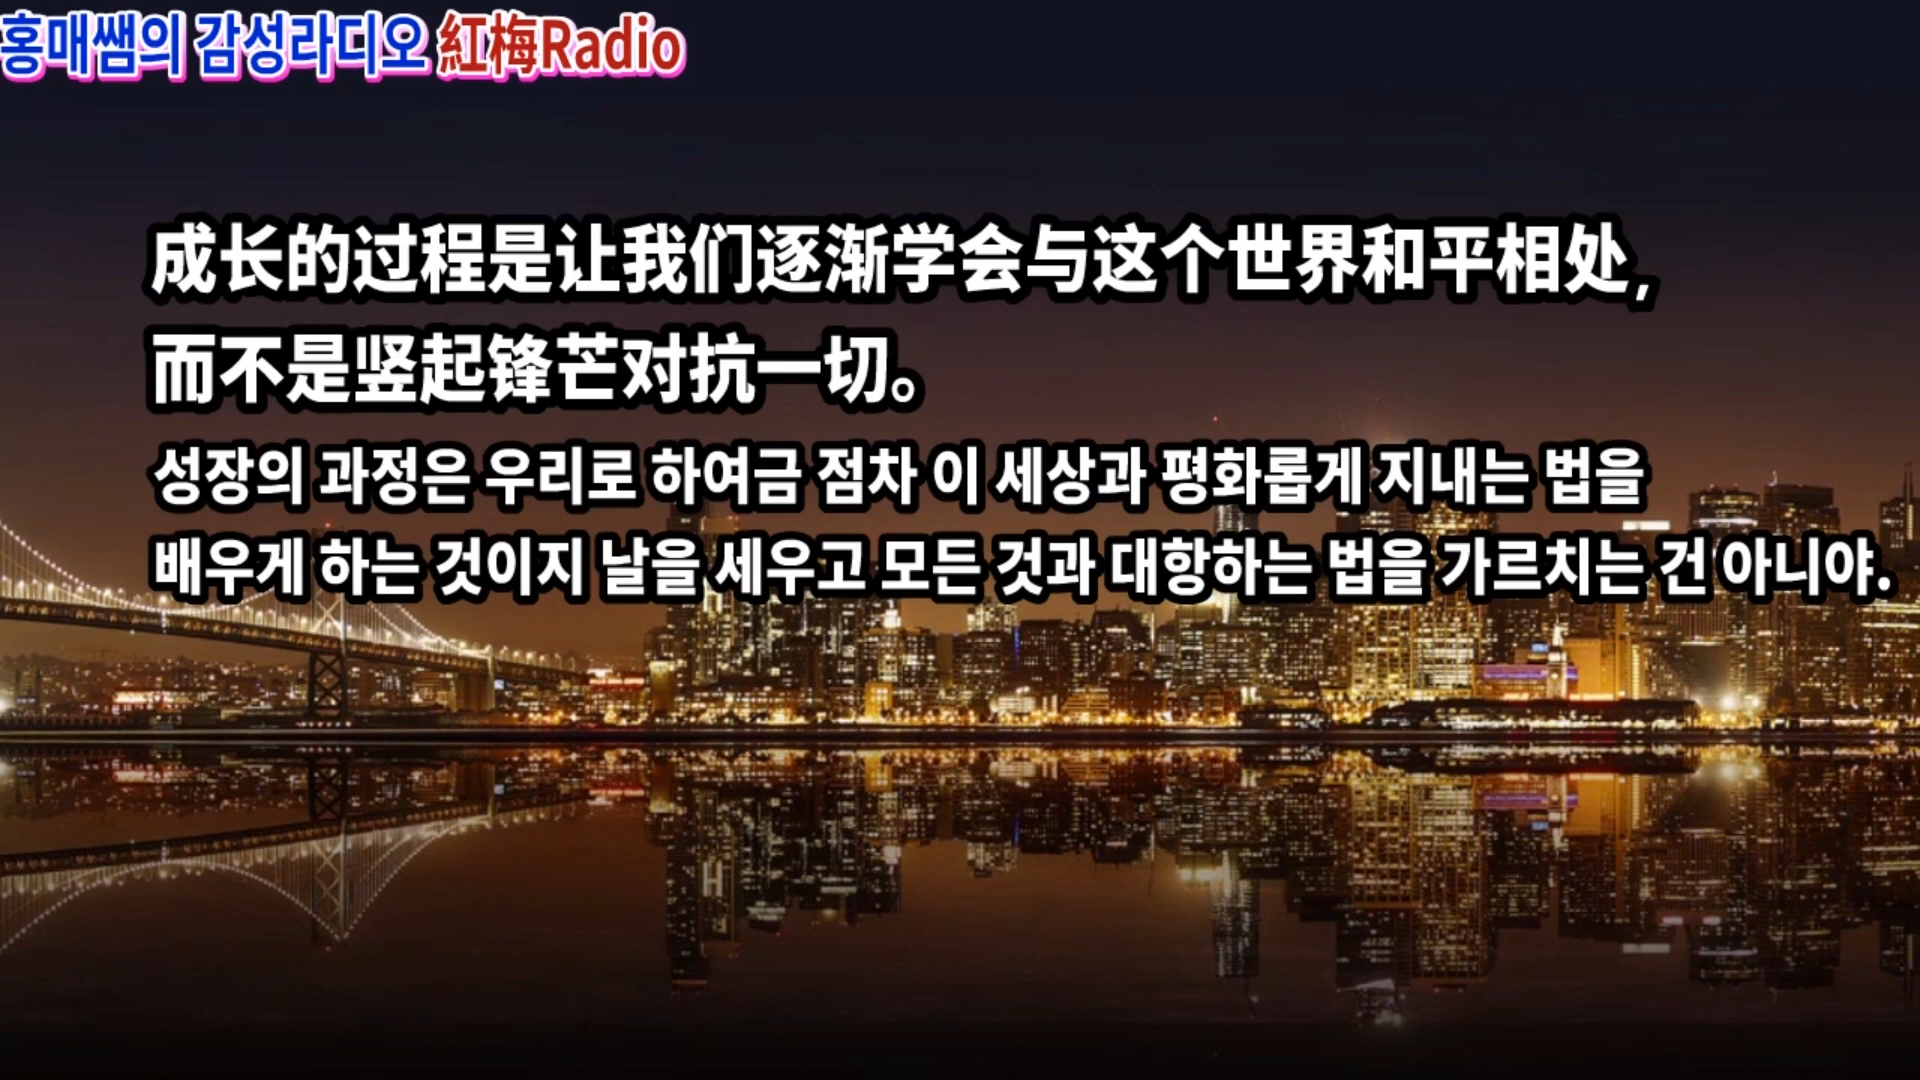 홍매쌤의 감성라디오 紅梅Radio
成长的过程是让我们逐渐学会与这个世界和平相处,
而不是竖起锋芒对抗一切。
성장의 과정은 우리로 하여금 점차 이 세상과 평화롭게 지내는 법을
배우게 하는 것이지 날을 세우고 모든 것과 대항하는 법을 가르치는 건 아니야.